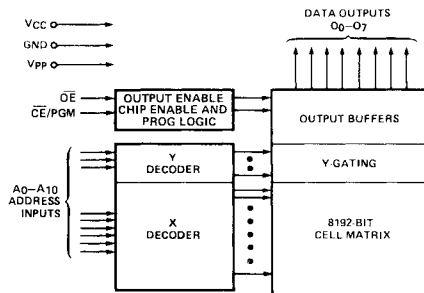 VCC
GND
VPP
DATA OUTPUTS
O0–O7
OE
CE/PGM
OUTPUT ENABLE
CHIP ENABLE AND
PROG LOGIC
OUTPUT BUFFERS
A0–A10
ADDRESS
INPUTS
Y
DECODER
Y-GATING
X
DECODER
8192-BIT
CELL MATRIX